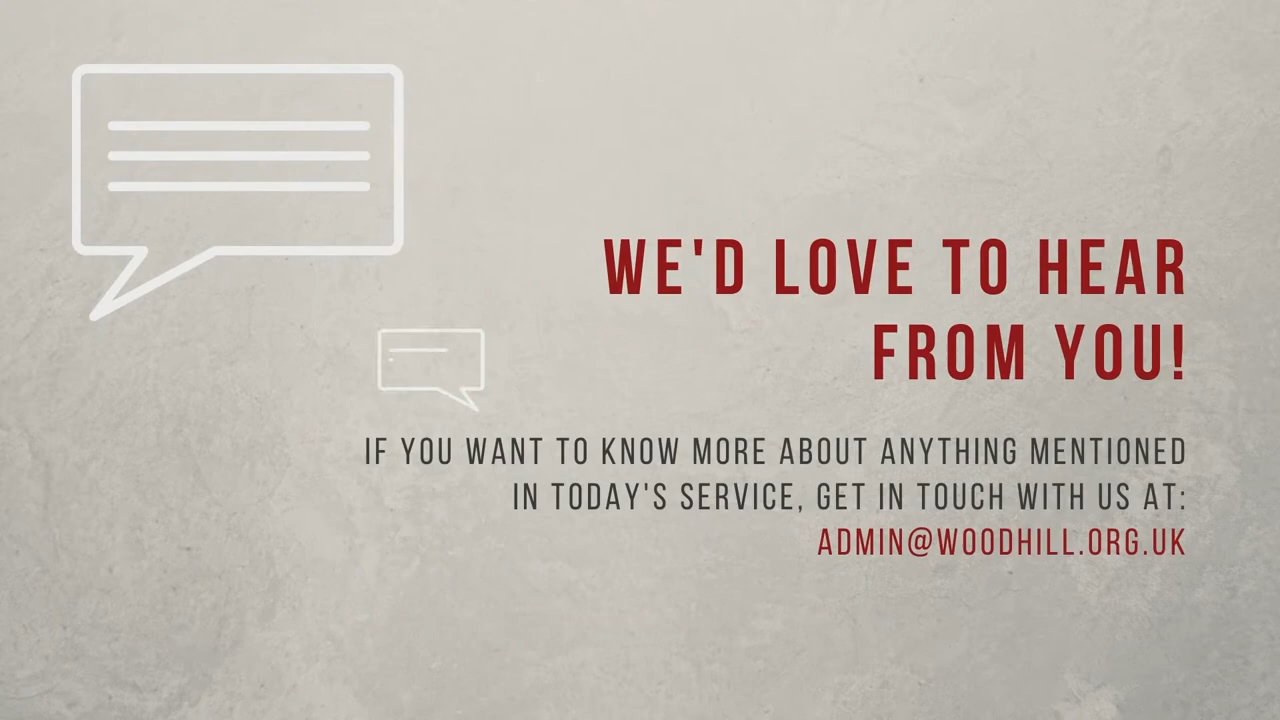 WE'D LOVE TO HEAR
FROM YOU!
IF YOU WANT TO KNOW MORE ABOUT ANYTHING MENTIONED
IN TODAY'S SERVICE, GET IN TOUCH WITH US AT:
ADMIN@WOODHILL.ORG.UK